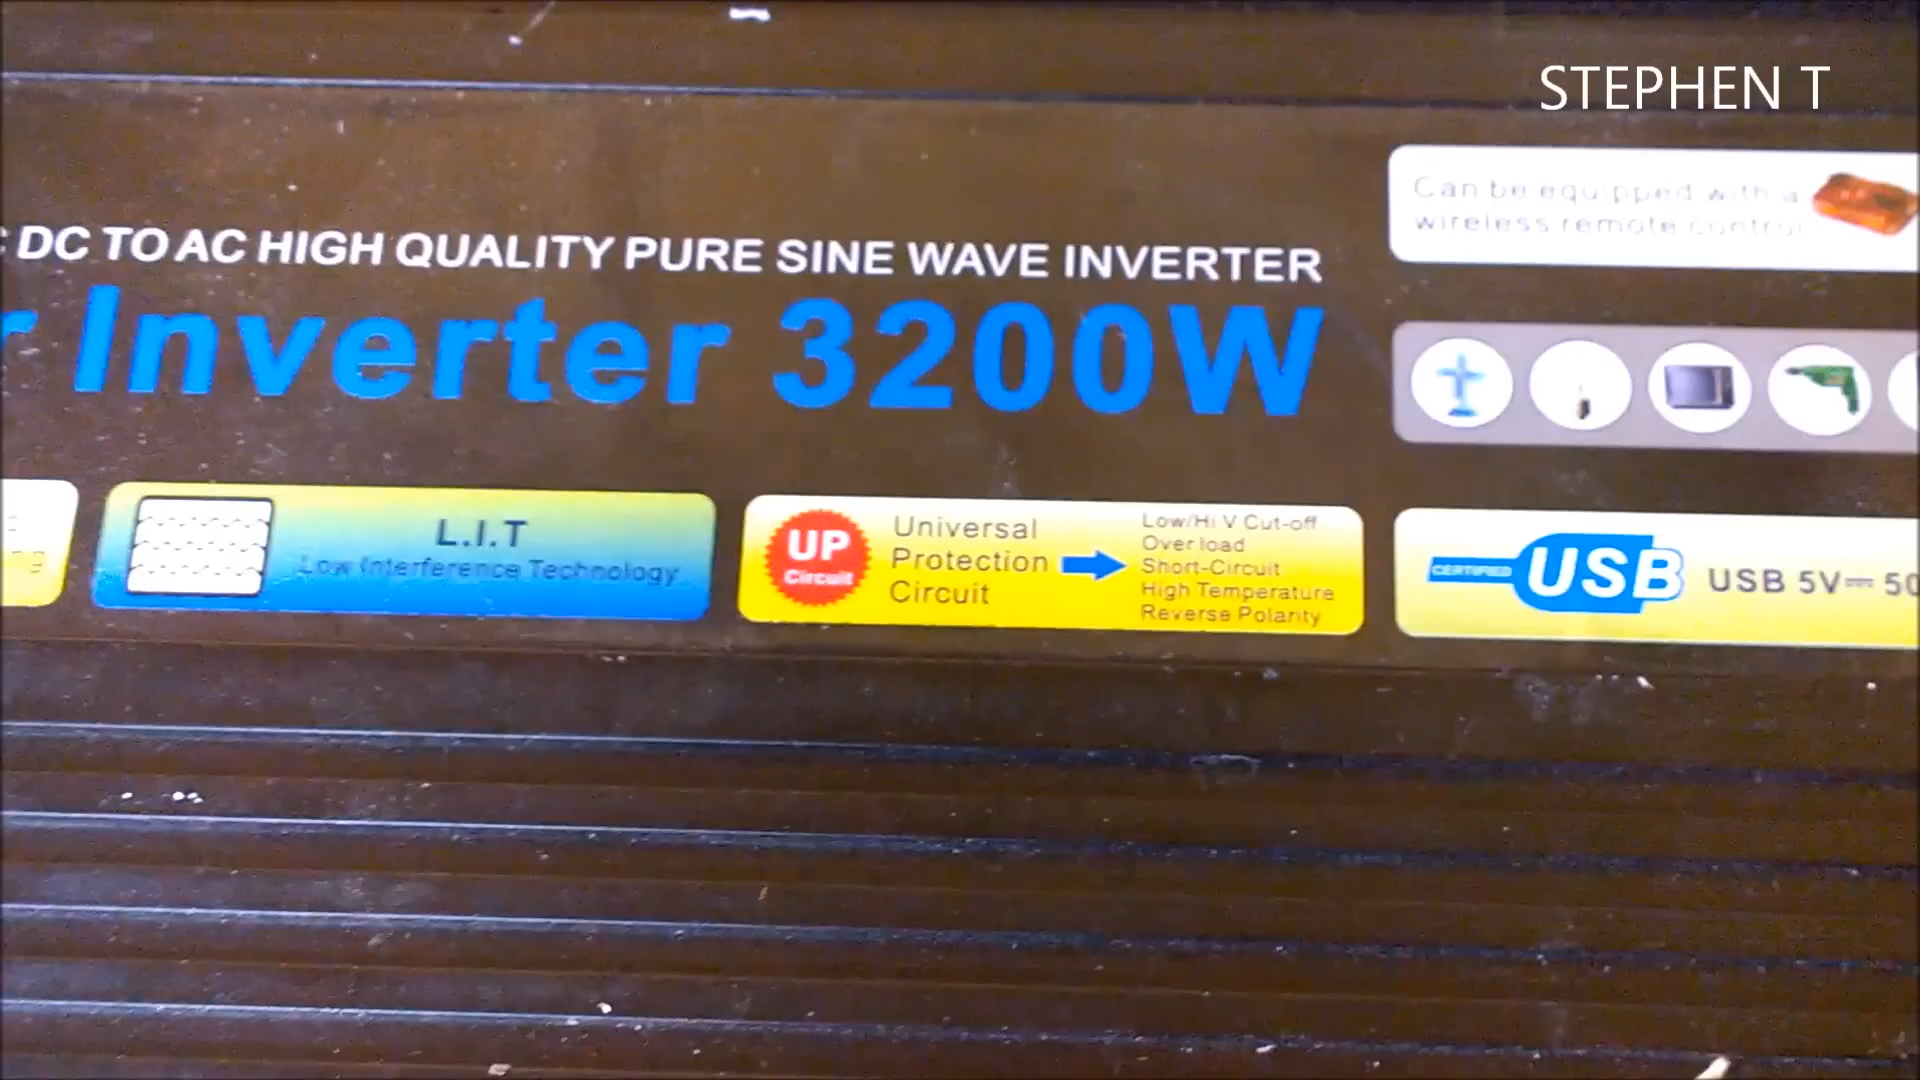 STEPHEN T
Can be equipped with a
wireless remote control
DC TO AC HIGH QUALITY PURE SINE WAVE INVERTER
r Inverter 3200W
L.I.T
Low Interference Technology
UP
Circuit
Universal
Protection
Circuit
Low/Hi V Cut-off
Over load
Short-Circuit
High Temperature
Reverse Polarity
CERTIFIED
USB
USB 5V⎓ 50